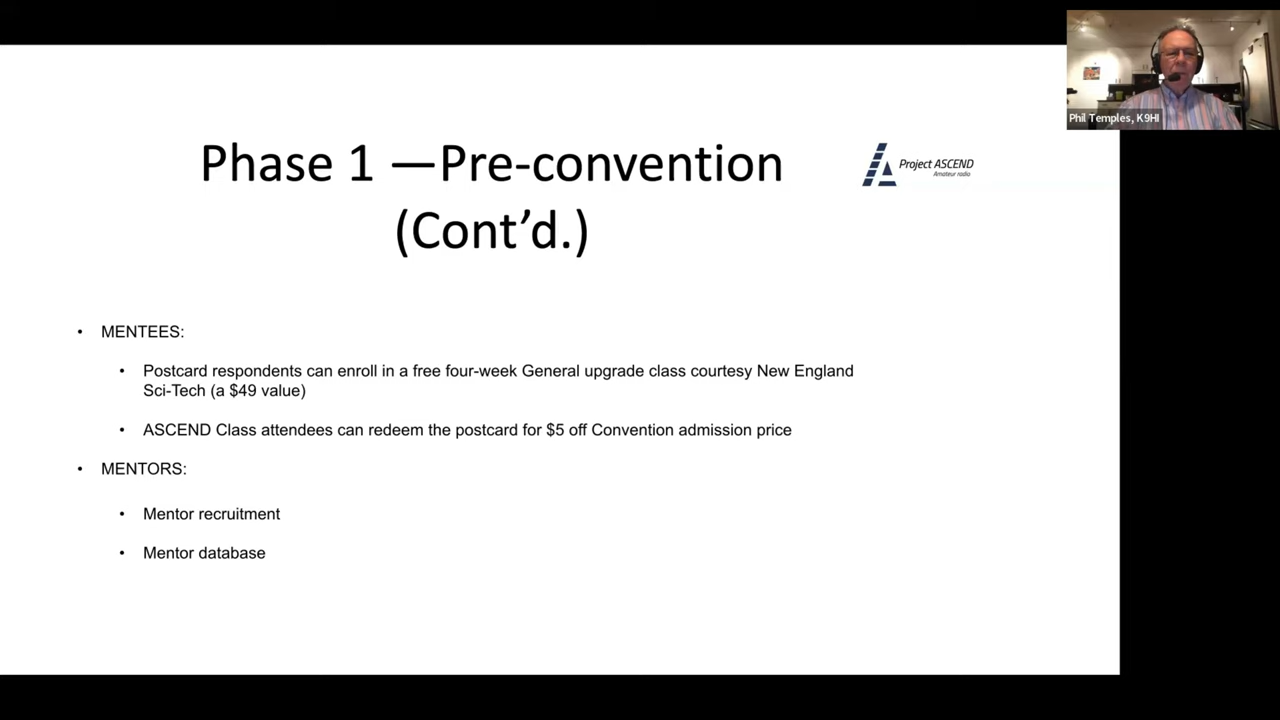 Phil Temples, K9HI
Phase 1 —Pre-convention
(Cont’d.)
Project ASCEND
Amateur radio
• MENTEES:
• Postcard respondents can enroll in a free four-week General upgrade class courtesy New England
Sci-Tech (a $49 value)
• ASCEND Class attendees can redeem the postcard for $5 off Convention admission price
• MENTORS:
• Mentor recruitment
• Mentor database